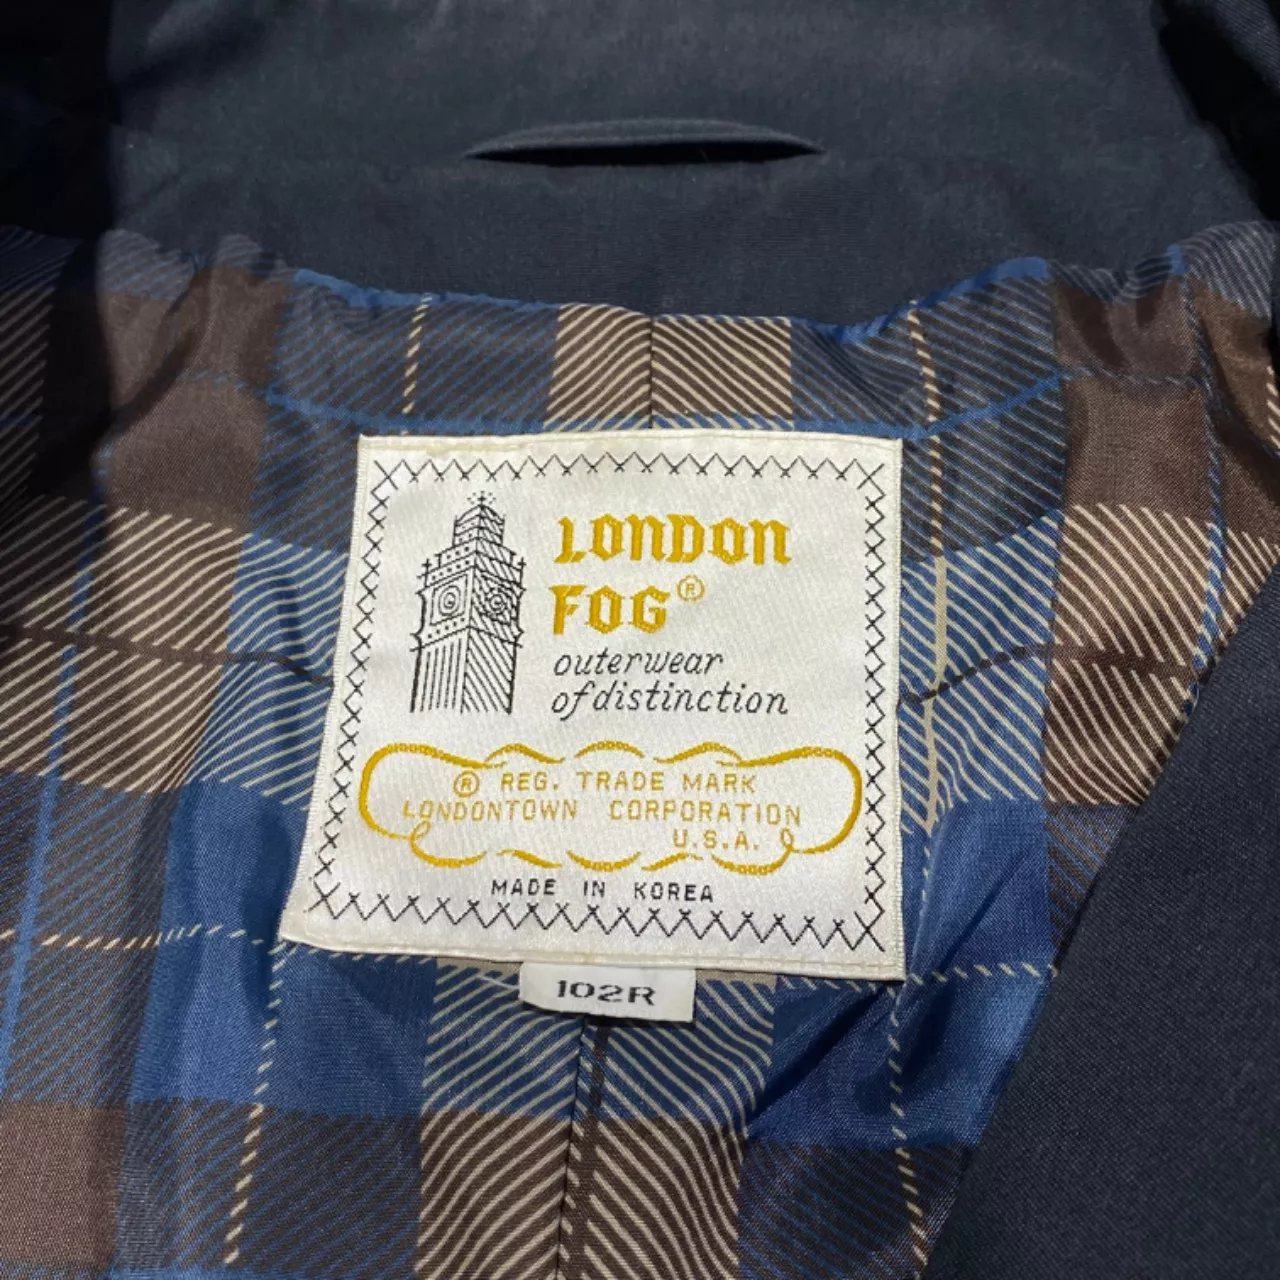 LONDON
FOG®
outerwear
of distinction
® REG. TRADE MARK
LONDONTOWN CORPORATION
U.S.A.
MADE IN KOREA
102R